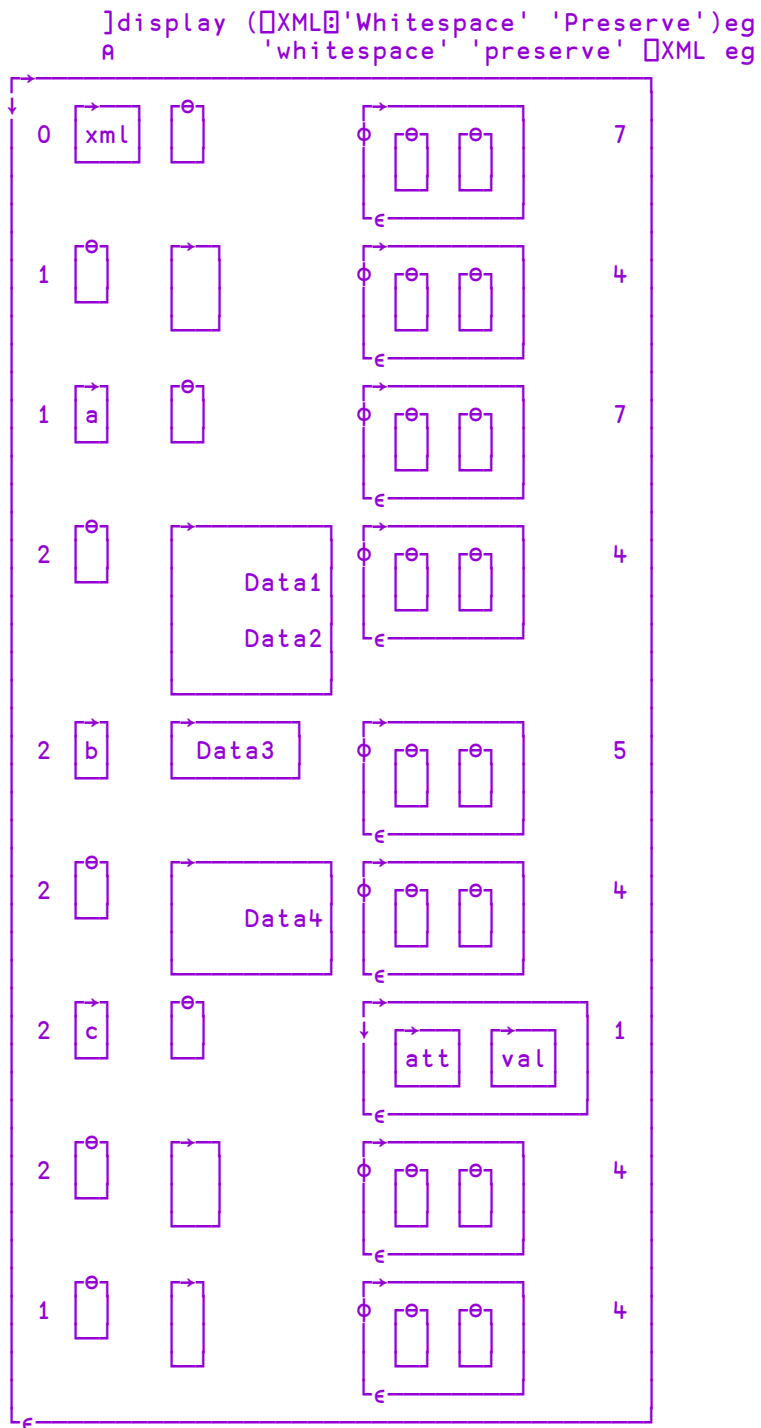 ]display (⎕XML⍠'Whitespace' 'Preserve')eg
⍝ 'whitespace' 'preserve' ⎕XML eg
┌→──────────────────────────────────────┐
↓   ┌→──┐ ┌⊖┐         ┌→────────┐       │
│ 0 │xml│ │ │         ⌽ ┌⊖┐ ┌⊖┐ │     7 │
│   └───┘ └─┘         │ │ │ │ │ │       │
│                     │ └─┘ └─┘ │       │
│                     └∊────────┘       │
│   ┌⊖┐   ┌→─┐        ┌→────────┐       │
│ 1 │ │   │  │        ⌽ ┌⊖┐ ┌⊖┐ │     4 │
│   └─┘   │  │        │ │ │ │ │ │       │
│         └──┘        │ └─┘ └─┘ │       │
│                     └∊────────┘       │
│   ┌→┐   ┌⊖┐         ┌→────────┐       │
│ 1 │a│   │ │         ⌽ ┌⊖┐ ┌⊖┐ │     7 │
│   └─┘   └─┘         │ │ │ │ │ │       │
│                     │ └─┘ └─┘ │       │
│                     └∊────────┘       │
│   ┌⊖┐   ┌→────────┐ ┌→────────┐       │
│ 2 │ │   │         │ ⌽ ┌⊖┐ ┌⊖┐ │     4 │
│   └─┘   │    Data1│ │ │ │ │ │ │       │
│         │         │ │ └─┘ └─┘ │       │
│         │    Data2│ └∊────────┘       │
│         │         │                   │
│         └─────────┘                   │
│   ┌→┐   ┌→──────┐   ┌→────────┐       │
│ 2 │b│   │ Data3 │   ⌽ ┌⊖┐ ┌⊖┐ │     5 │
│   └─┘   └───────┘   │ │ │ │ │ │       │
│                     │ └─┘ └─┘ │       │
│                     └∊────────┘       │
│   ┌⊖┐   ┌→────────┐ ┌→────────┐       │
│ 2 │ │   │         │ ⌽ ┌⊖┐ ┌⊖┐ │     4 │
│   └─┘   │    Data4│ │ │ │ │ │ │       │
│         │         │ │ └─┘ └─┘ │       │
│         └─────────┘ └∊────────┘       │
│   ┌→┐   ┌⊖┐         ┌→────────────┐   │
│ 2 │c│   │ │         ↓ ┌→──┐ ┌→──┐ │ 1 │
│   └─┘   └─┘         │ │att│ │val│ │   │
│                     │ └───┘ └───┘ │   │
│                     └∊────────────┘   │
│   ┌⊖┐   ┌→─┐        ┌→────────┐       │
│ 2 │ │   │  │        ⌽ ┌⊖┐ ┌⊖┐ │     4 │
│   └─┘   │  │        │ │ │ │ │ │       │
│         └──┘        │ └─┘ └─┘ │       │
│                     └∊────────┘       │
│   ┌⊖┐   ┌→┐         ┌→────────┐       │
│ 1 │ │   │ │         ⌽ ┌⊖┐ ┌⊖┐ │     4 │
│   └─┘   │ │         │ │ │ │ │ │       │
│         └─┘         │ └─┘ └─┘ │       │
│                     └∊────────┘       │
└∊──────────────────────────────────────┘